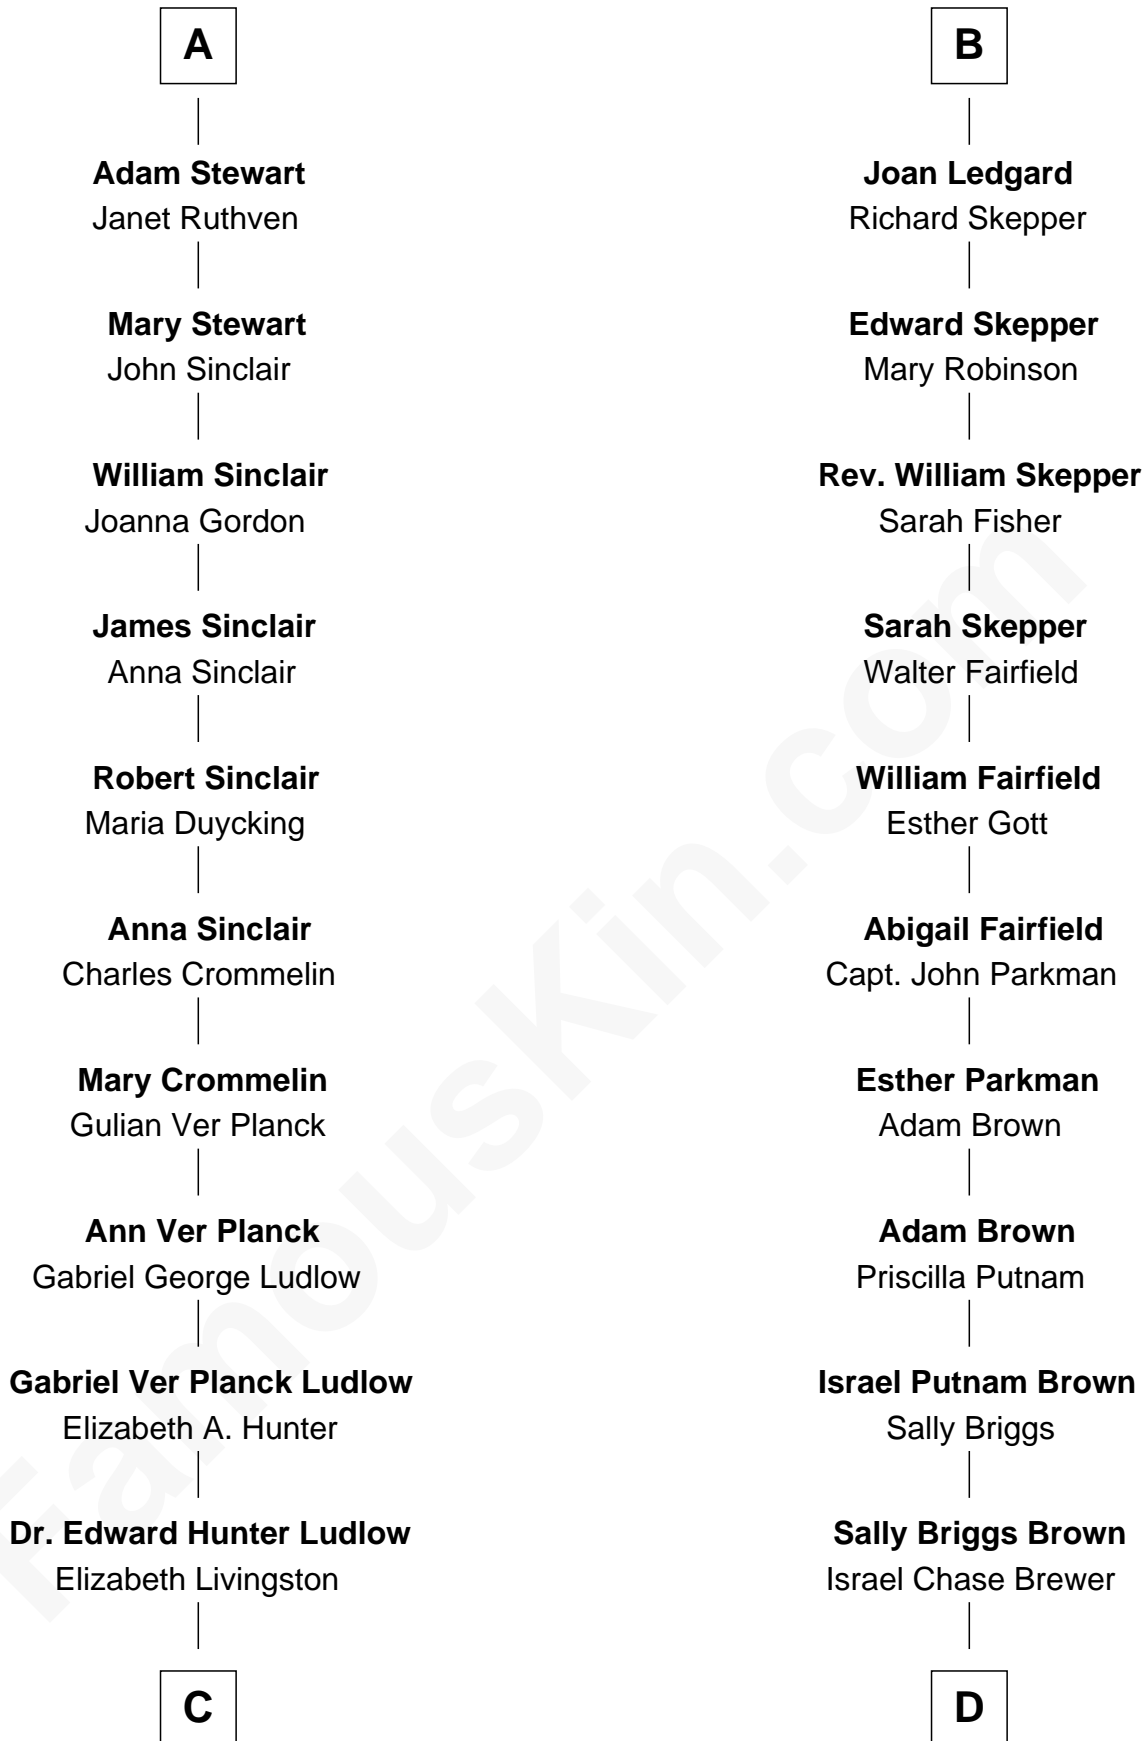 A
Adam Stewart
Janet Ruthven
Mary Stewart
John Sinclair
William Sinclair
Joanna Gordon
James Sinclair
Anna Sinclair
Robert Sinclair
Maria Duycking
Anna Sinclair
Charles Crommelin
Mary Crommelin
Gulian Ver Planck
Ann Ver Planck
Gabriel George Ludlow
Gabriel Ver Planck Ludlow
Elizabeth A. Hunter
Dr. Edward Hunter Ludlow
Elizabeth Livingston
C
B
Joan Ledgard
Richard Skepper
Edward Skepper
Mary Robinson
Rev. William Skepper
Sarah Fisher
Sarah Skepper
Walter Fairfield
William Fairfield
Esther Gott
Abigail Fairfield
Capt. John Parkman
Esther Parkman
Adam Brown
Adam Brown
Priscilla Putnam
Israel Putnam Brown
Sally Briggs
Sally Briggs Brown
Israel Chase Brewer
D
FamousKin.com